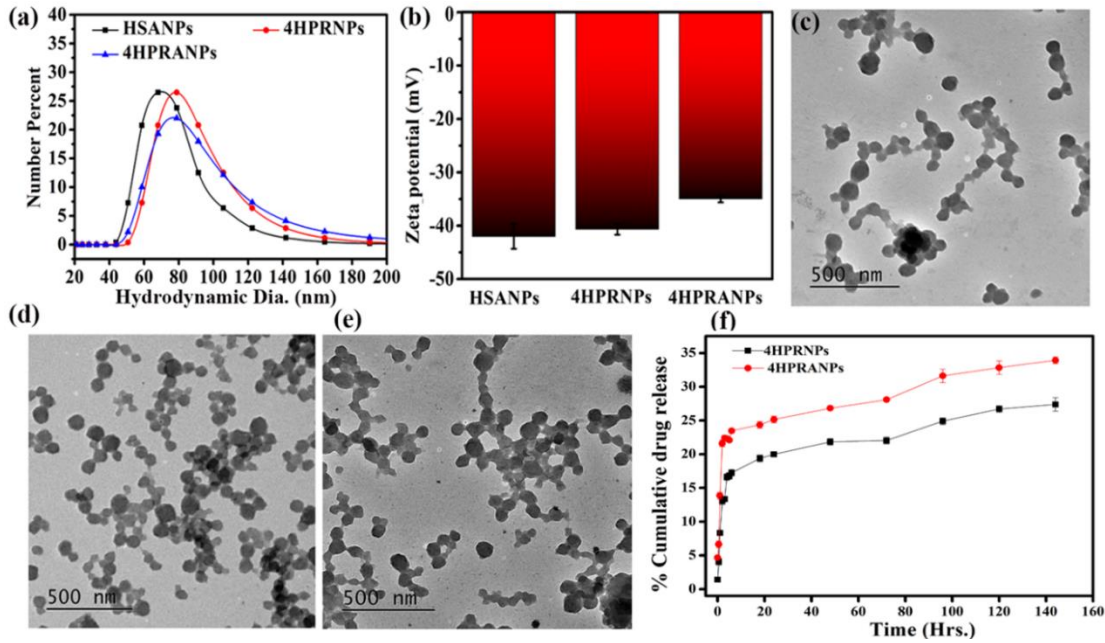 (a)
HSANPs
4HPRNPs
4HPRANPs
Number Percent
40
35
30
25
20
15
10
5
0
20 40 60 80 100 120 140 160 180 200
Hydrodynamic Dia. (nm)
(b)
Zeta_potential (mV)
0
-10
-20
-30
-40
-50
HSANPs 4HPRNPs 4HPRANPs
(c)
500 nm
(d)
500 nm
(e)
500 nm
(f)
4HPRNPs
4HPRANPs
% Cumulative drug release
35
30
25
20
15
10
5
0
0 20 40 60 80 100 120 140 160
Time (Hrs.)